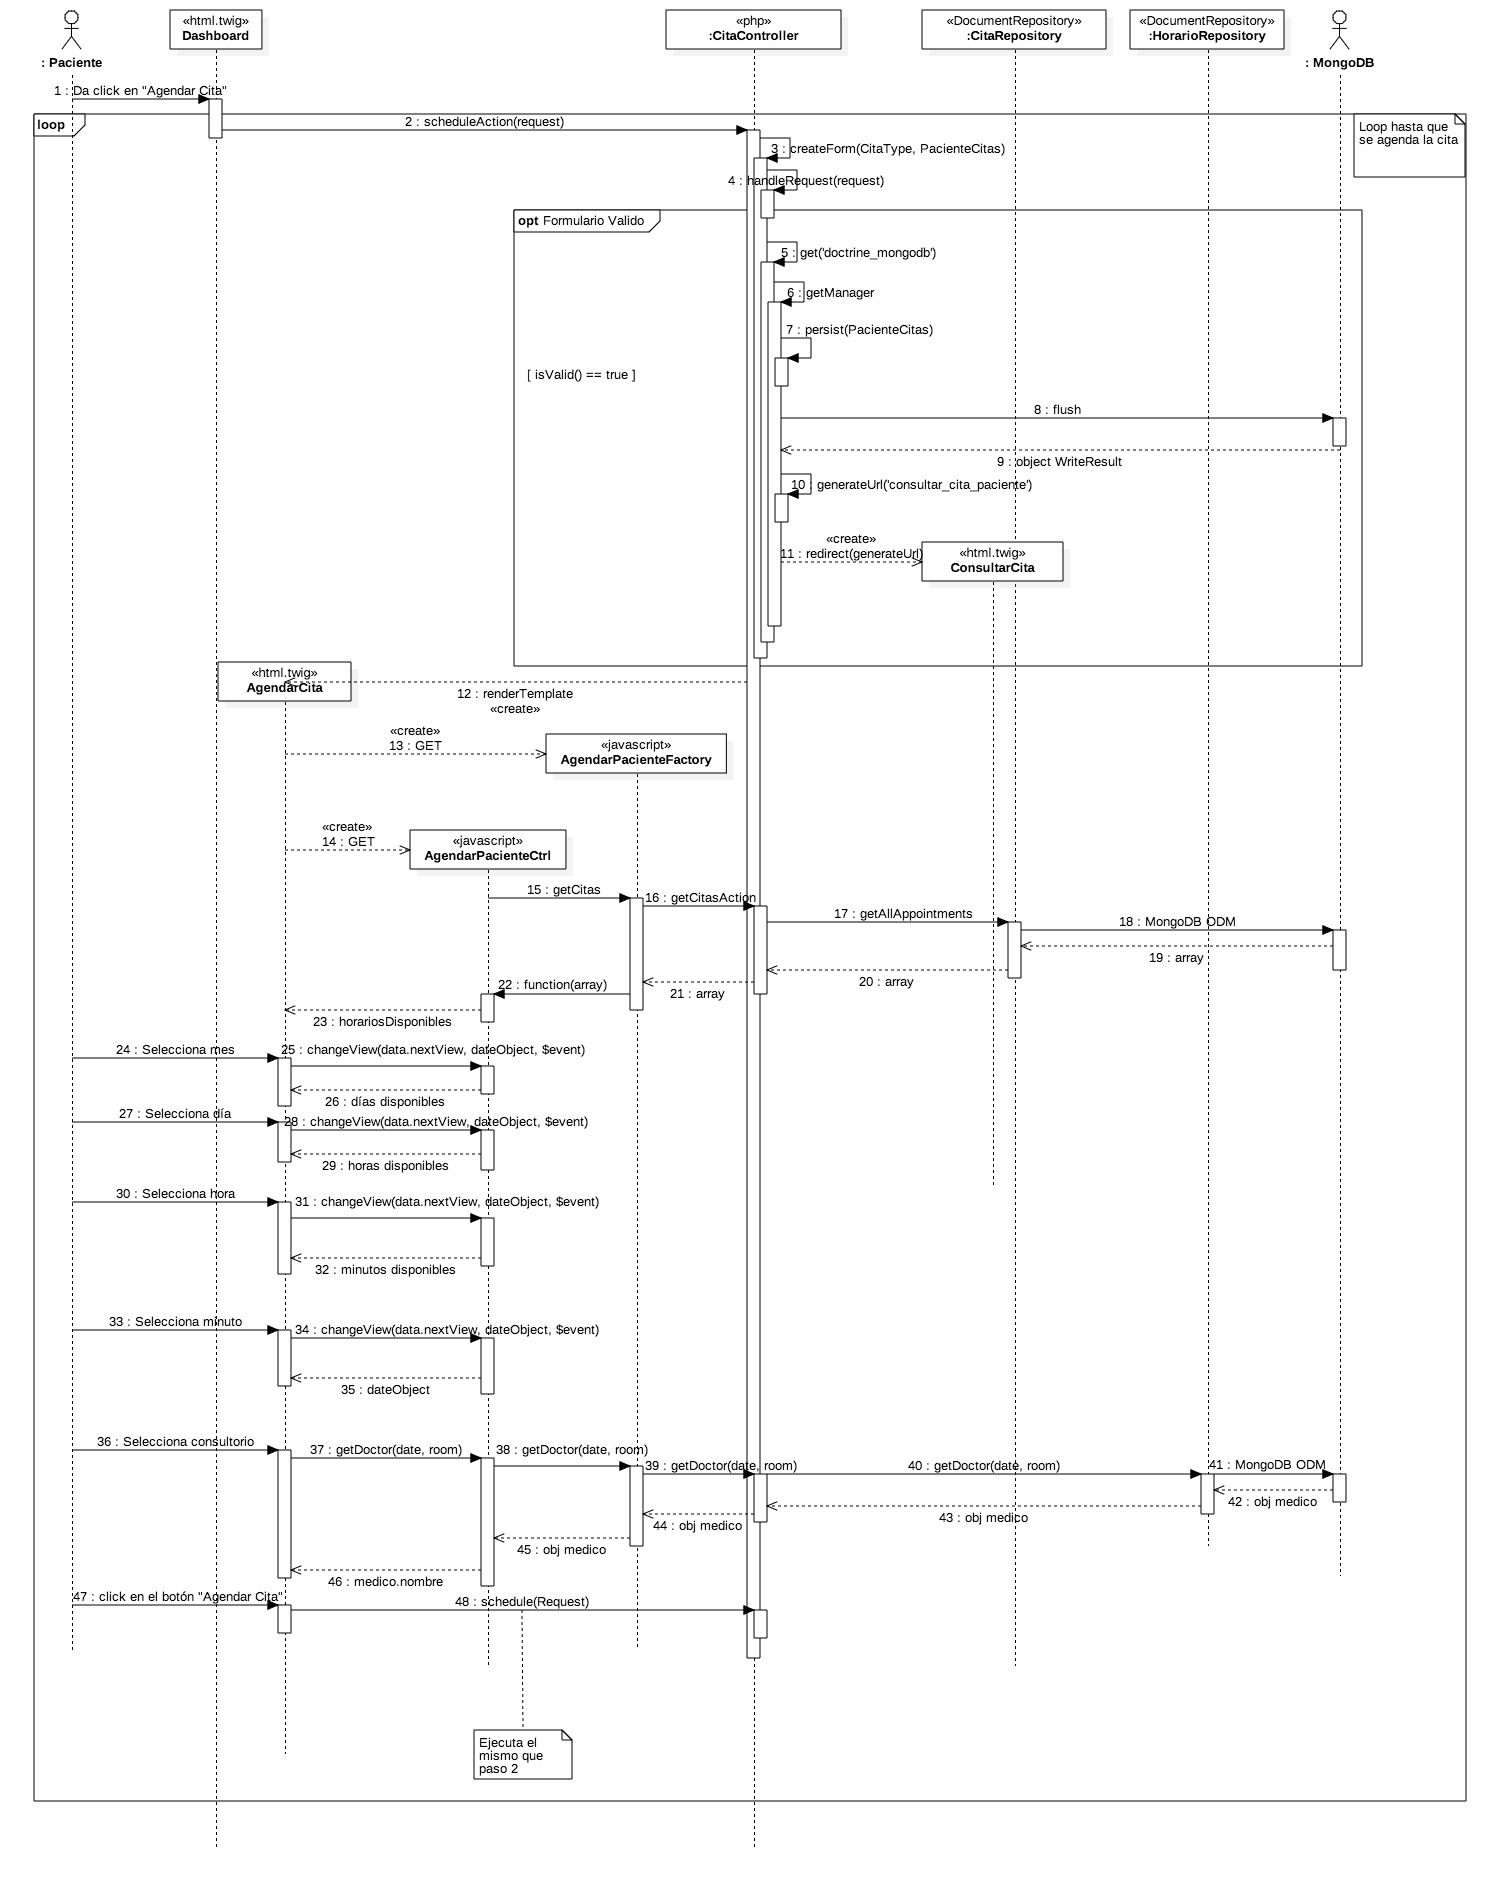 «html.twig»
Dashboard
«php»
:CitaController
«DocumentRepository»
:CitaRepository
«DocumentRepository»
:HorarioRepository
: Paciente
: MongoDB
1 : Da click en "Agendar Cita"
loop
2 : scheduleAction(request)
Loop hasta que
se agenda la cita
3 : createForm(CitaType, PacienteCitas)
4 : handleRequest(request)
opt Formulario Valido
5 : get('doctrine_mongodb')
6 : getManager
7 : persist(PacienteCitas)
[ isValid() == true ]
8 : flush
9 : object WriteResult
10 : generateUrl('consultar_cita_paciente')
«create»
11 : redirect(generateUrl)
«html.twig»
ConsultarCita
«html.twig»
AgendarCita
12 : renderTemplate
«create»
«create»
13 : GET
«javascript»
AgendarPacienteFactory
«create»
14 : GET
«javascript»
AgendarPacienteCtrl
15 : getCitas
16 : getCitasAction
17 : getAllAppointments
18 : MongoDB ODM
19 : array
20 : array
21 : array
22 : function(array)
23 : horariosDisponibles
24 : Selecciona mes
25 : changeView(data.nextView, dateObject, $event)
26 : días disponibles
27 : Selecciona día
28 : changeView(data.nextView, dateObject, $event)
29 : horas disponibles
30 : Selecciona hora
31 : changeView(data.nextView, dateObject, $event)
32 : minutos disponibles
33 : Selecciona minuto
34 : changeView(data.nextView, dateObject, $event)
35 : dateObject
36 : Selecciona consultorio
37 : getDoctor(date, room)
38 : getDoctor(date, room)
39 : getDoctor(date, room)
40 : getDoctor(date, room)
41 : MongoDB ODM
42 : obj medico
43 : obj medico
44 : obj medico
45 : obj medico
46 : medico.nombre
47 : click en el botón "Agendar Cita"
48 : schedule(Request)
Ejecuta el
mismo que
paso 2